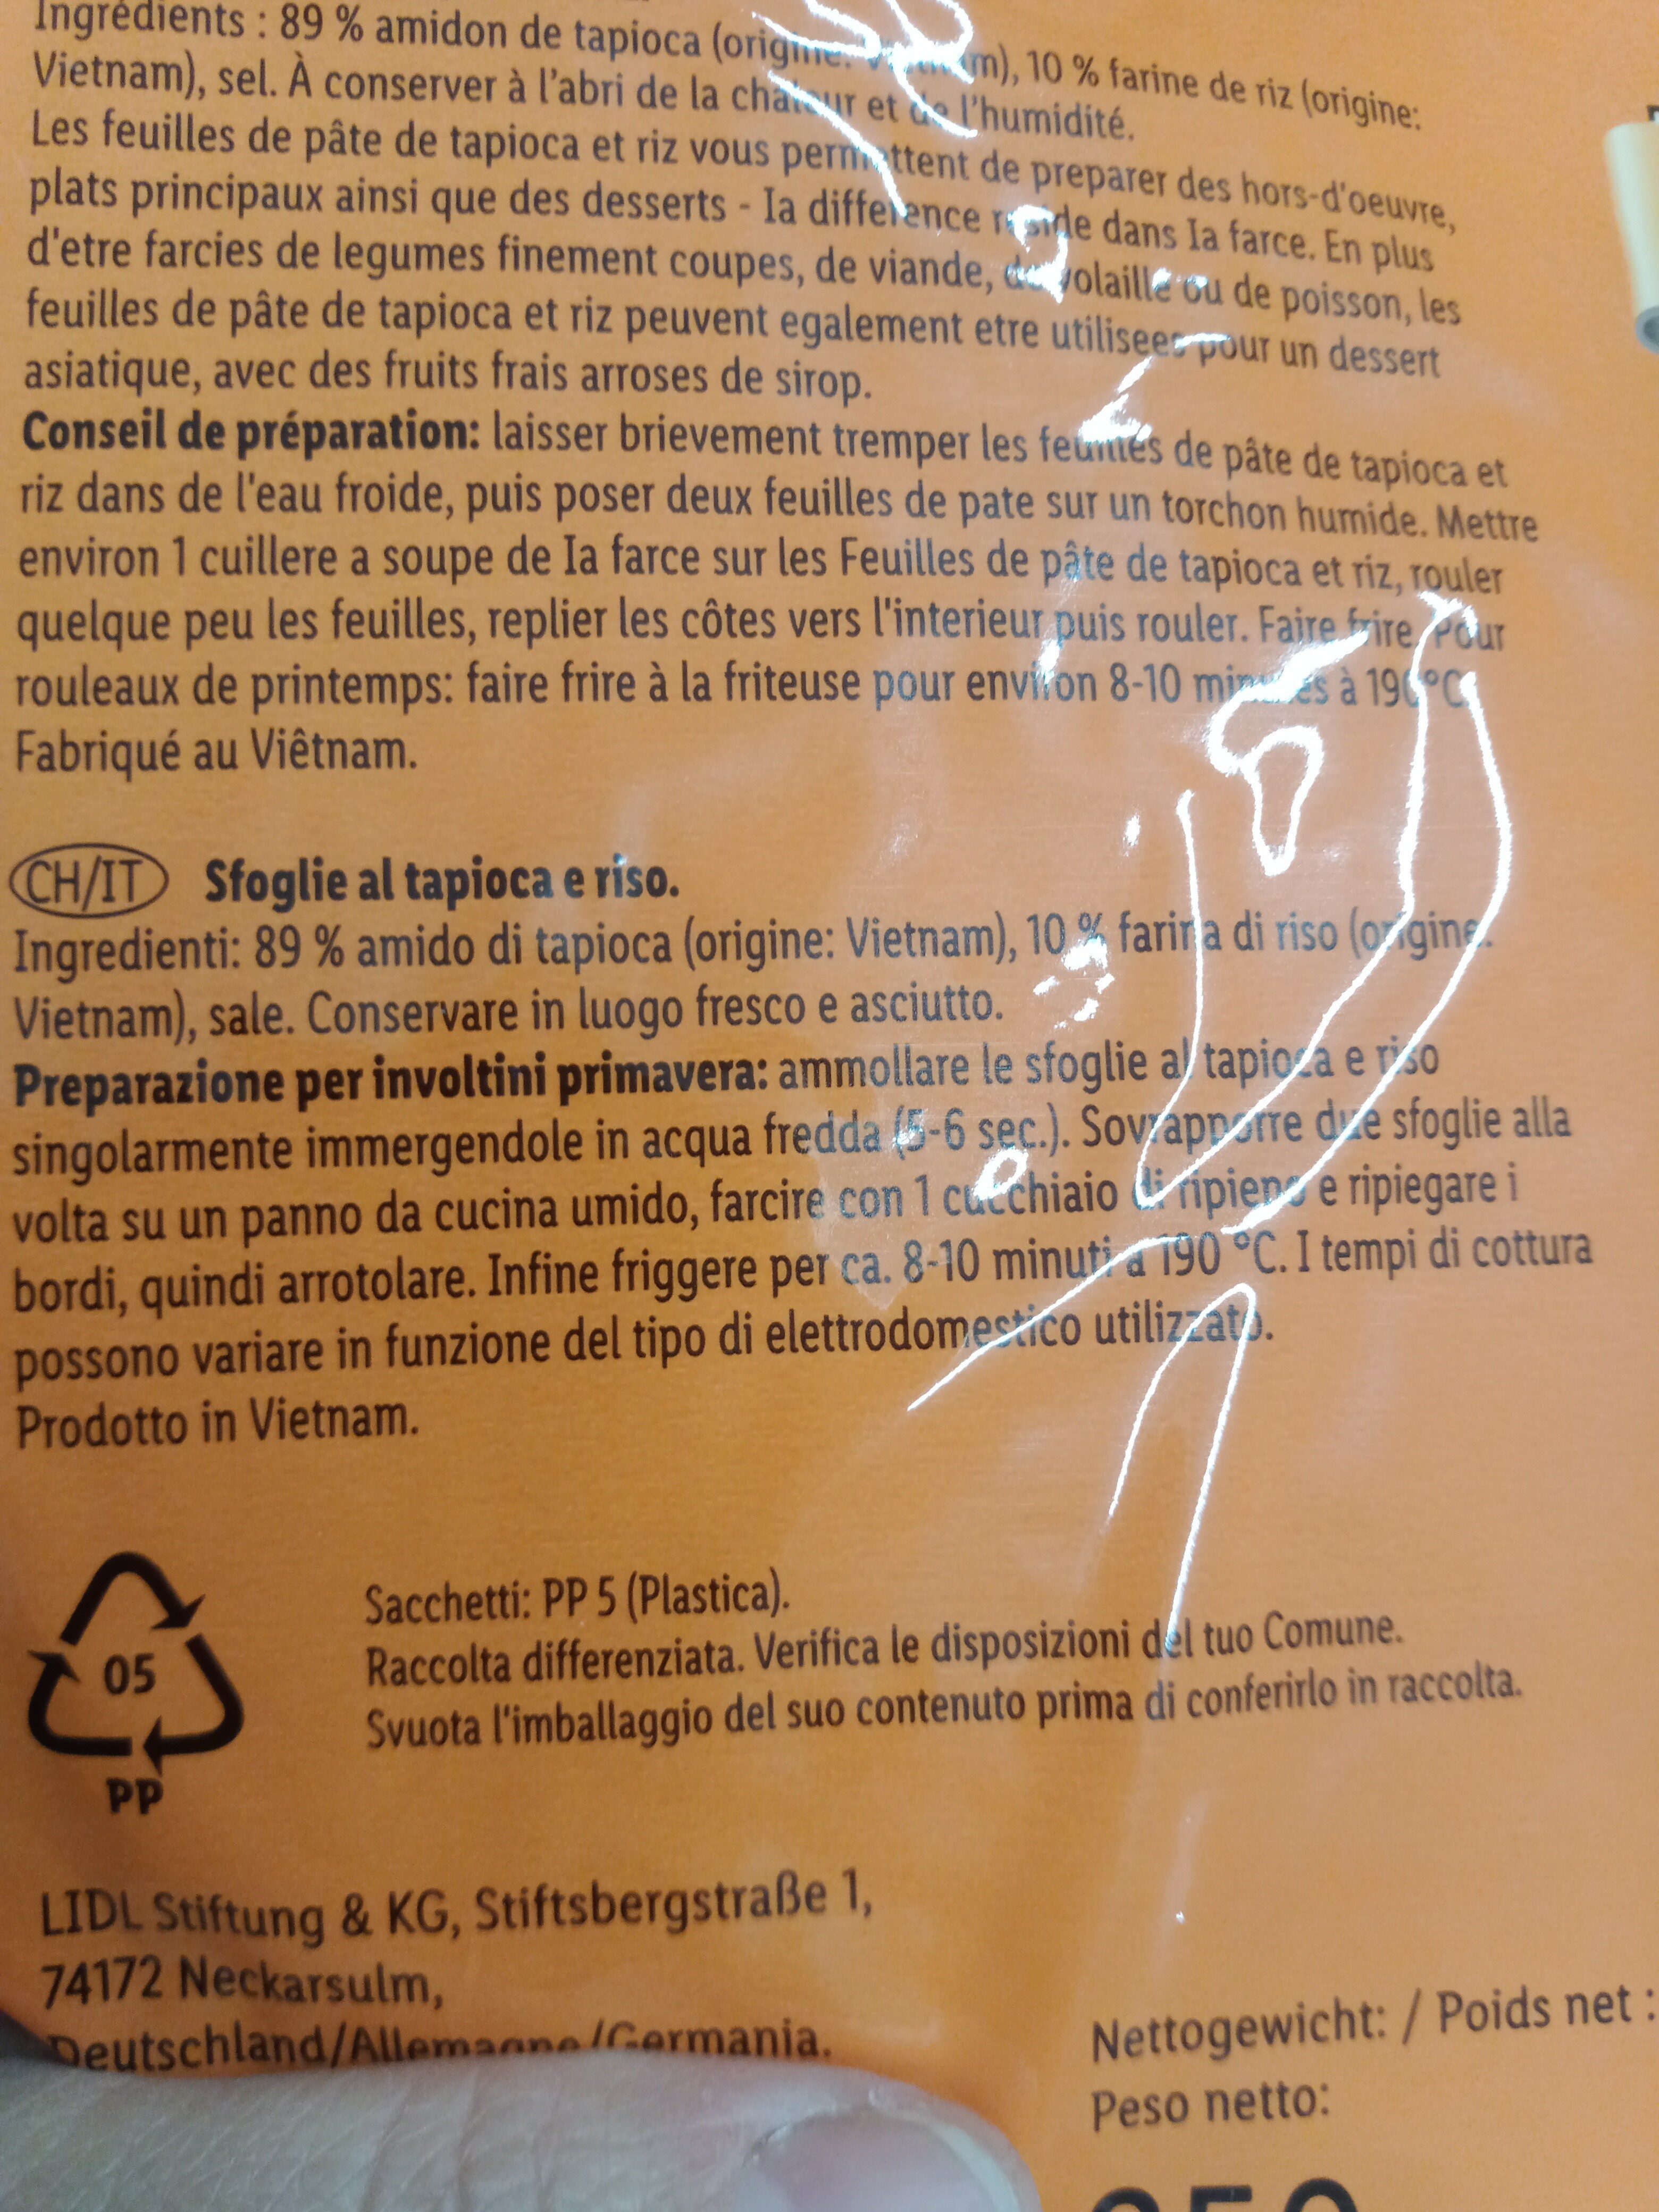 Ingrédients : 89 % amidon de tapioca (origine: Vietnam), 10 % farine de riz (origine:
Vietnam), sel. À conserver à l'abri de la chaleur et de l'humidité.
Les feuilles de pâte de tapioca et riz vous permettent de preparer des hors-d'oeuvre,
plats principaux ainsi que des desserts - Ia difference reside dans Ia farce. En plus
d'etre farcies de legumes finement coupes, de viande, de volaille ou de poisson, les
feuilles de pâte de tapioca et riz peuvent egalement etre utilisees pour un dessert
asiatique, avec des fruits frais arroses de sirop.
Conseil de préparation: laisser brievement tremper les feuilles de pâte de tapioca et
riz dans de l'eau froide, puis poser deux feuilles de pate sur un torchon humide. Mettre
environ 1 cuillere a soupe de Ia farce sur les Feuilles de pâte de tapioca et riz, rouler
quelque peu les feuilles, replier les côtes vers l'interieur puis rouler. Faire frire. Pour
rouleaux de printemps: faire frire à la friteuse pour environ 8-10 minutes à 190°C.
Fabriqué au Viêtnam.
CH/IT Sfoglie al tapioca e riso.
Ingredienti: 89 % amido di tapioca (origine: Vietnam), 10 % farina di riso (origine:
Vietnam), sale. Conservare in luogo fresco e asciutto.
Preparazione per involtini primavera: ammollare le sfoglie al tapioca e riso
singolarmente immergendole in acqua fredda (5-6 sec.). Sovrapporre due sfoglie alla
volta su un panno da cucina umido, farcire con 1 cucchiaio di ripieno e ripiegare i
bordi, quindi arrotolare. Infine friggere per ca. 8-10 minuti a 190 °C. I tempi di cottura
possono variare in funzione del tipo di elettrodomestico utilizzato.
Prodotto in Vietnam.
05
PP
Sacchetti: PP 5 (Plastica).
Raccolta differenziata. Verifica le disposizioni del tuo Comune.
Svuota l'imballaggio del suo contenuto prima di conferirlo in raccolta.
LIDL Stiftung & KG, Stiftsbergstraße 1,
74172 Neckarsulm,
Deutschland/Allemagne/Germania.
Nettogewicht: / Poids net :
Peso netto: